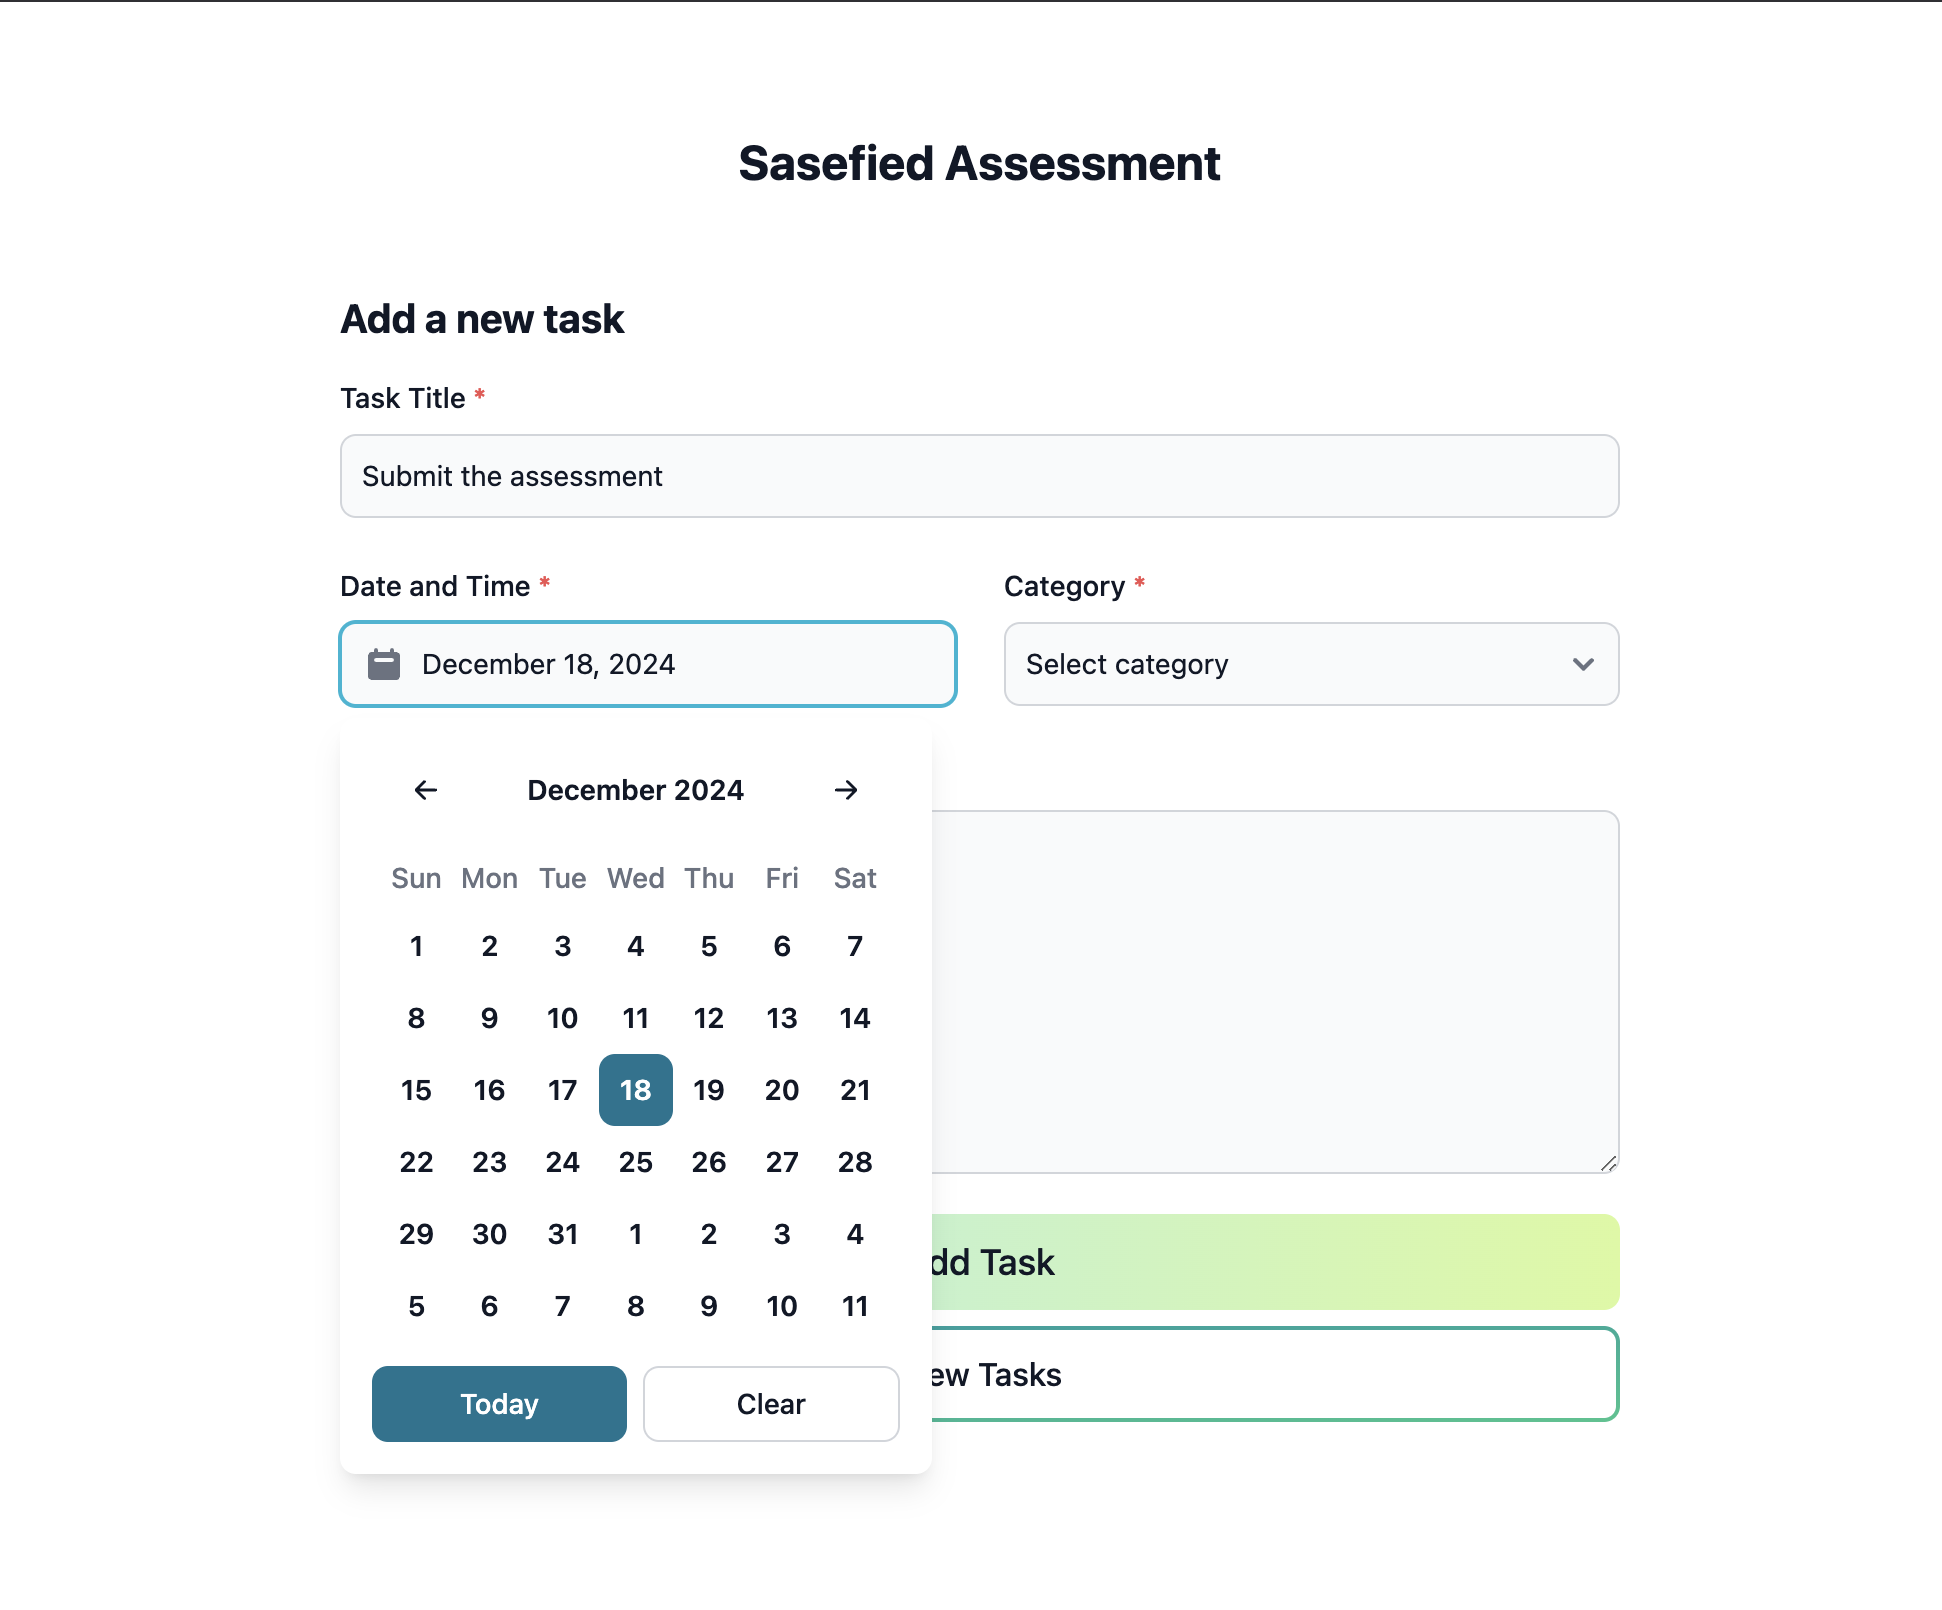 Sasefied Assessment
Add a new task
Task Title *
Submit the assessment
Date and Time *
Category *
December 18, 2024
Select category
December 2024
Sun Mon Tue Wed Thu Fri Sat
1 2 3 4 5 6 7
8 9 10 11 12 13 14
15 16 17 18 19 20 21
22 23 24 25 26 27 28
29 30 31 1 2 3 4
5 6 7 8 9 10 11
dd Task
ew Tasks
Today
Clear